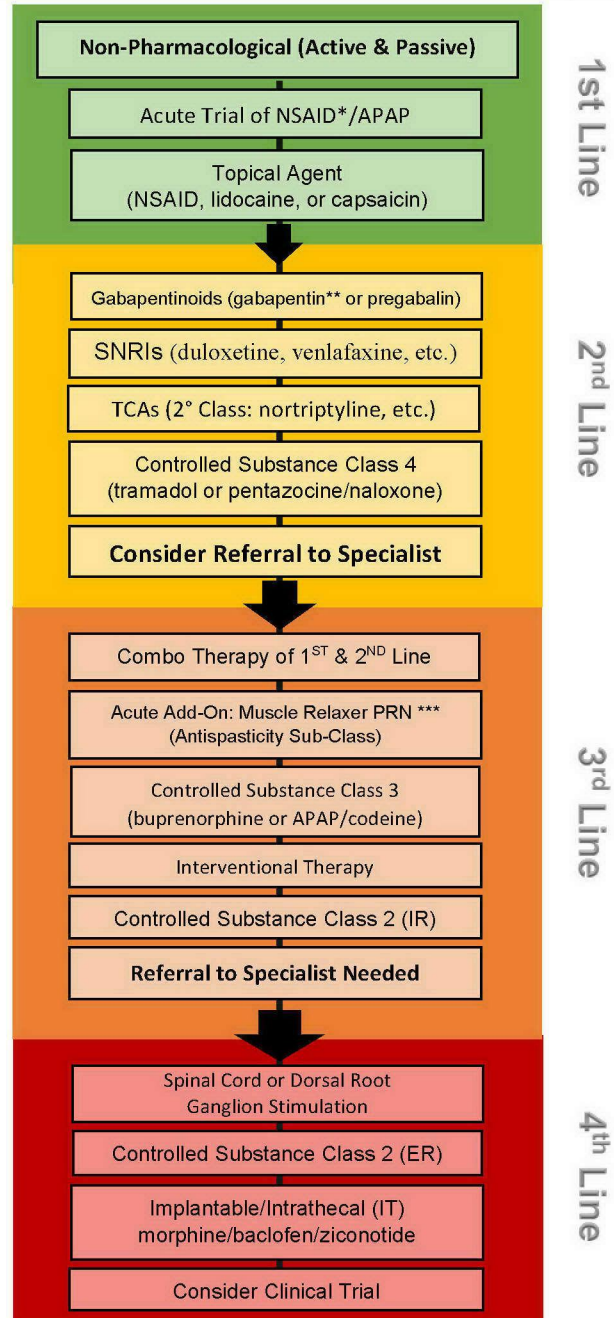 Non-Pharmacological (Active & Passive)
Acute Trial of NSAID*/APAP
Topical Agent
(NSAID, lidocaine, or capsaicin)
1st Line
Gabapentinoids (gabapentin** or pregabalin)
SNRIs (duloxetine, venlafaxine, etc.)
TCAs (2° Class: nortriptyline, etc.)
Controlled Substance Class 4
(tramadol or pentazocine/naloxone)
Consider Referral to Specialist
2nd Line
Combo Therapy of 1ST & 2ND Line
Acute Add-On: Muscle Relaxer PRN ***
(Antispasticity Sub-Class)
Controlled Substance Class 3
(buprenorphine or APAP/codeine)
Interventional Therapy
Controlled Substance Class 2 (IR)
Referral to Specialist Needed
3rd Line
Spinal Cord or Dorsal Root
Ganglion Stimulation
Controlled Substance Class 2 (ER)
Implantable/Intrathecal (IT)
morphine/baclofen/ziconotide
Consider Clinical Trial
4th Line